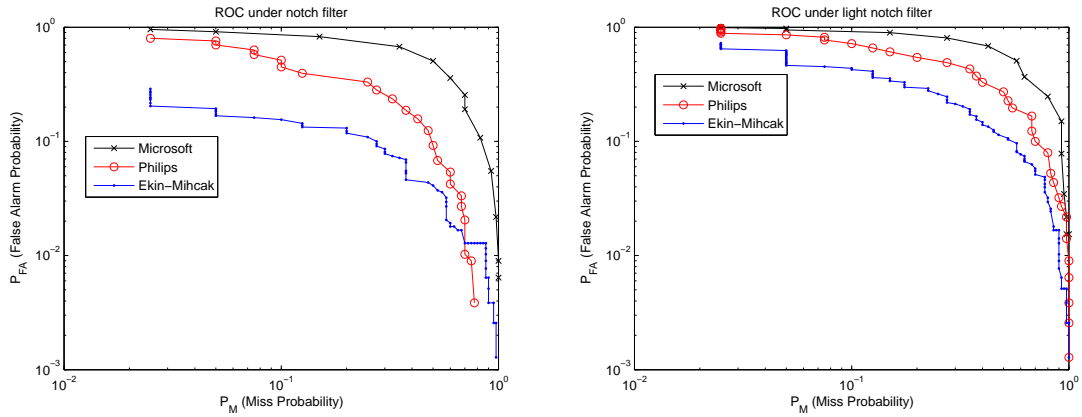 ROC under notch filter
10^0
10^-1
10^-2
10^-3
P_FA (False Alarm Probability)
Microsoft
Philips
Ekin−Mihcak
10^-2
10^-1
10^0
P_M (Miss Probability)
ROC under light notch filter
10^0
10^-1
10^-2
10^-3
P_FA (False Alarm Probability)
Microsoft
Philips
Ekin−Mihcak
10^-2
10^-1
10^0
P_M (Miss Probability)